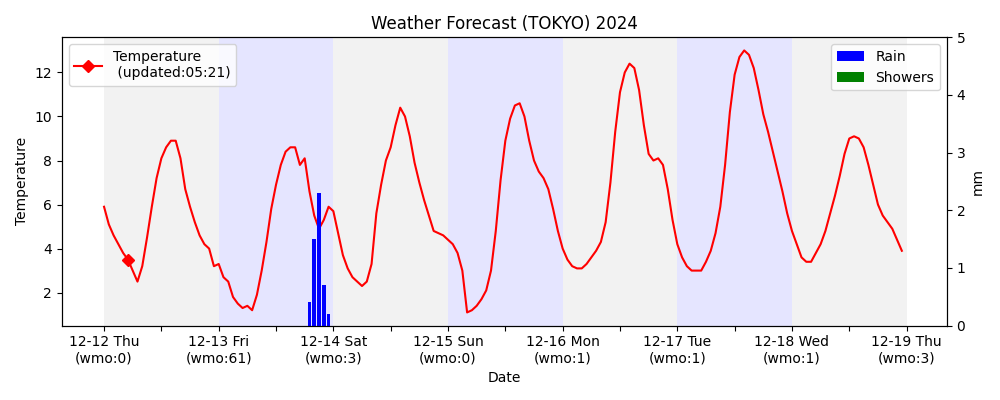 Weather Forecast (TOKYO) 2024
Temperature
(updated:05:21)
Rain
Showers
12
10
8
6
4
2
Temperature
5
4
3
2
1
0
mm
12-12 Thu
(wmo:0)
12-13 Fri
(wmo:61)
12-14 Sat
(wmo:3)
12-15 Sun
(wmo:0)
12-16 Mon
(wmo:1)
12-17 Tue
(wmo:1)
12-18 Wed
(wmo:1)
12-19 Thu
(wmo:3)
Date